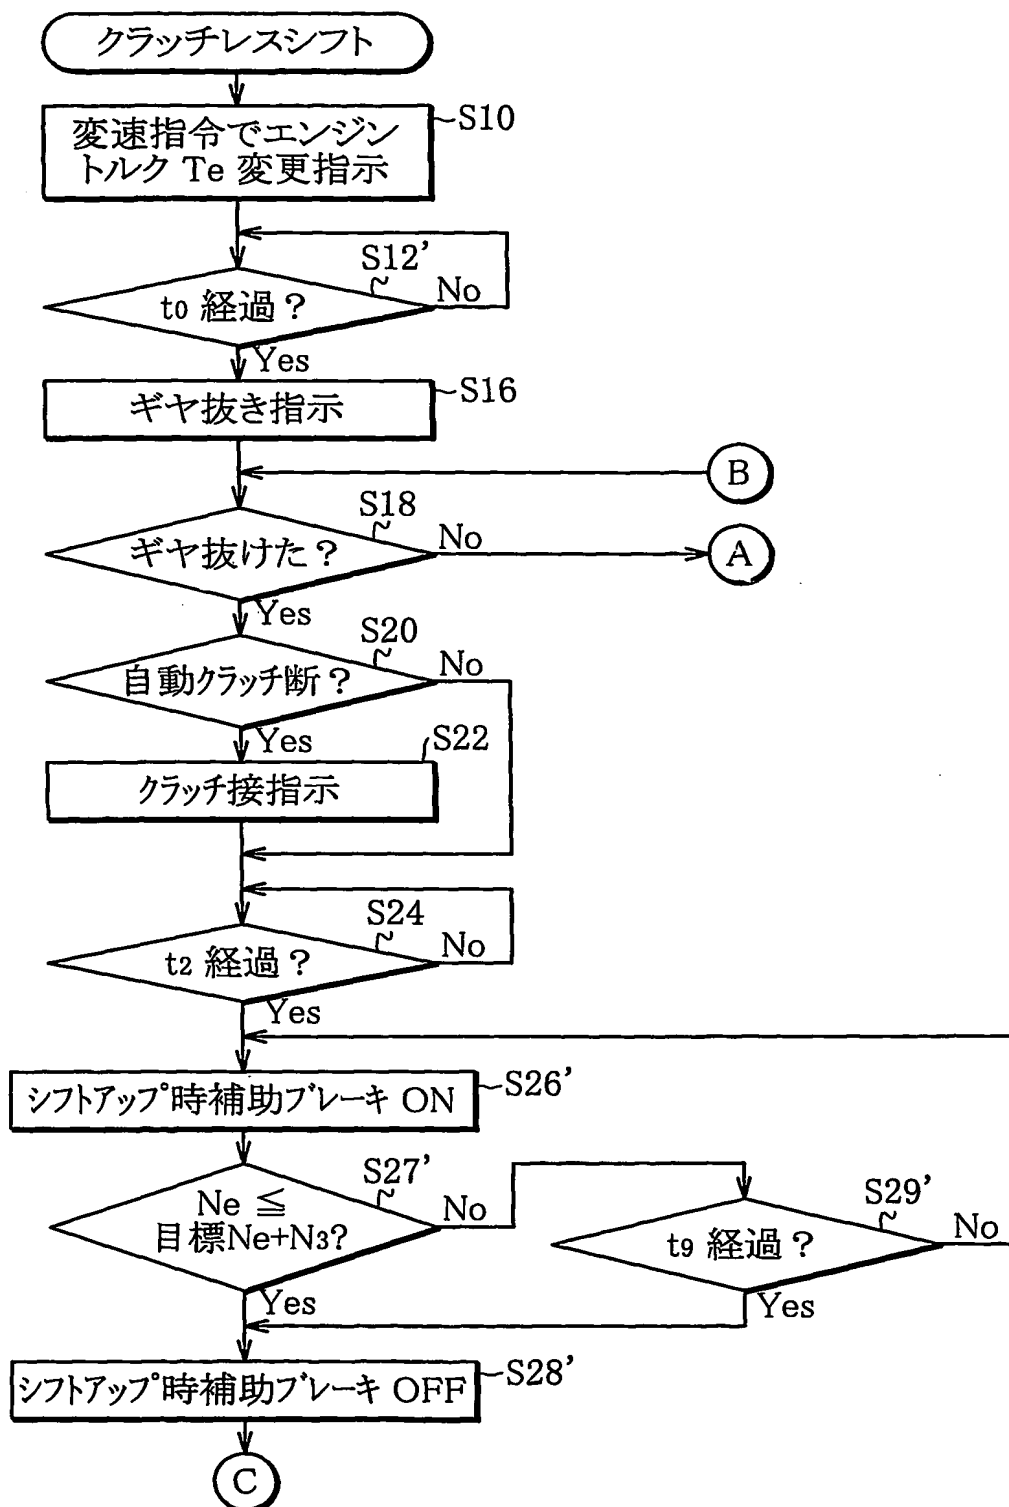 クラッチレスシフト
変速指令でエンジン
トルク Te 変更指示
S10
S12'
t0 経過？
No
Yes
ギヤ抜き指示
S16
B
S18
ギヤ抜けた？
No
A
Yes
S20
自動クラッチ断？
No
Yes
S22
クラッチ接指示
S24
t2 経過？
No
Yes
シフトアップ時補助ブレーキ ON
S26'
S27'
Ne ≦
目標Ne+N3?
No
Yes
S29'
t9 経過？
No
Yes
シフトアップ時補助ブレーキ OFF
S28'
C